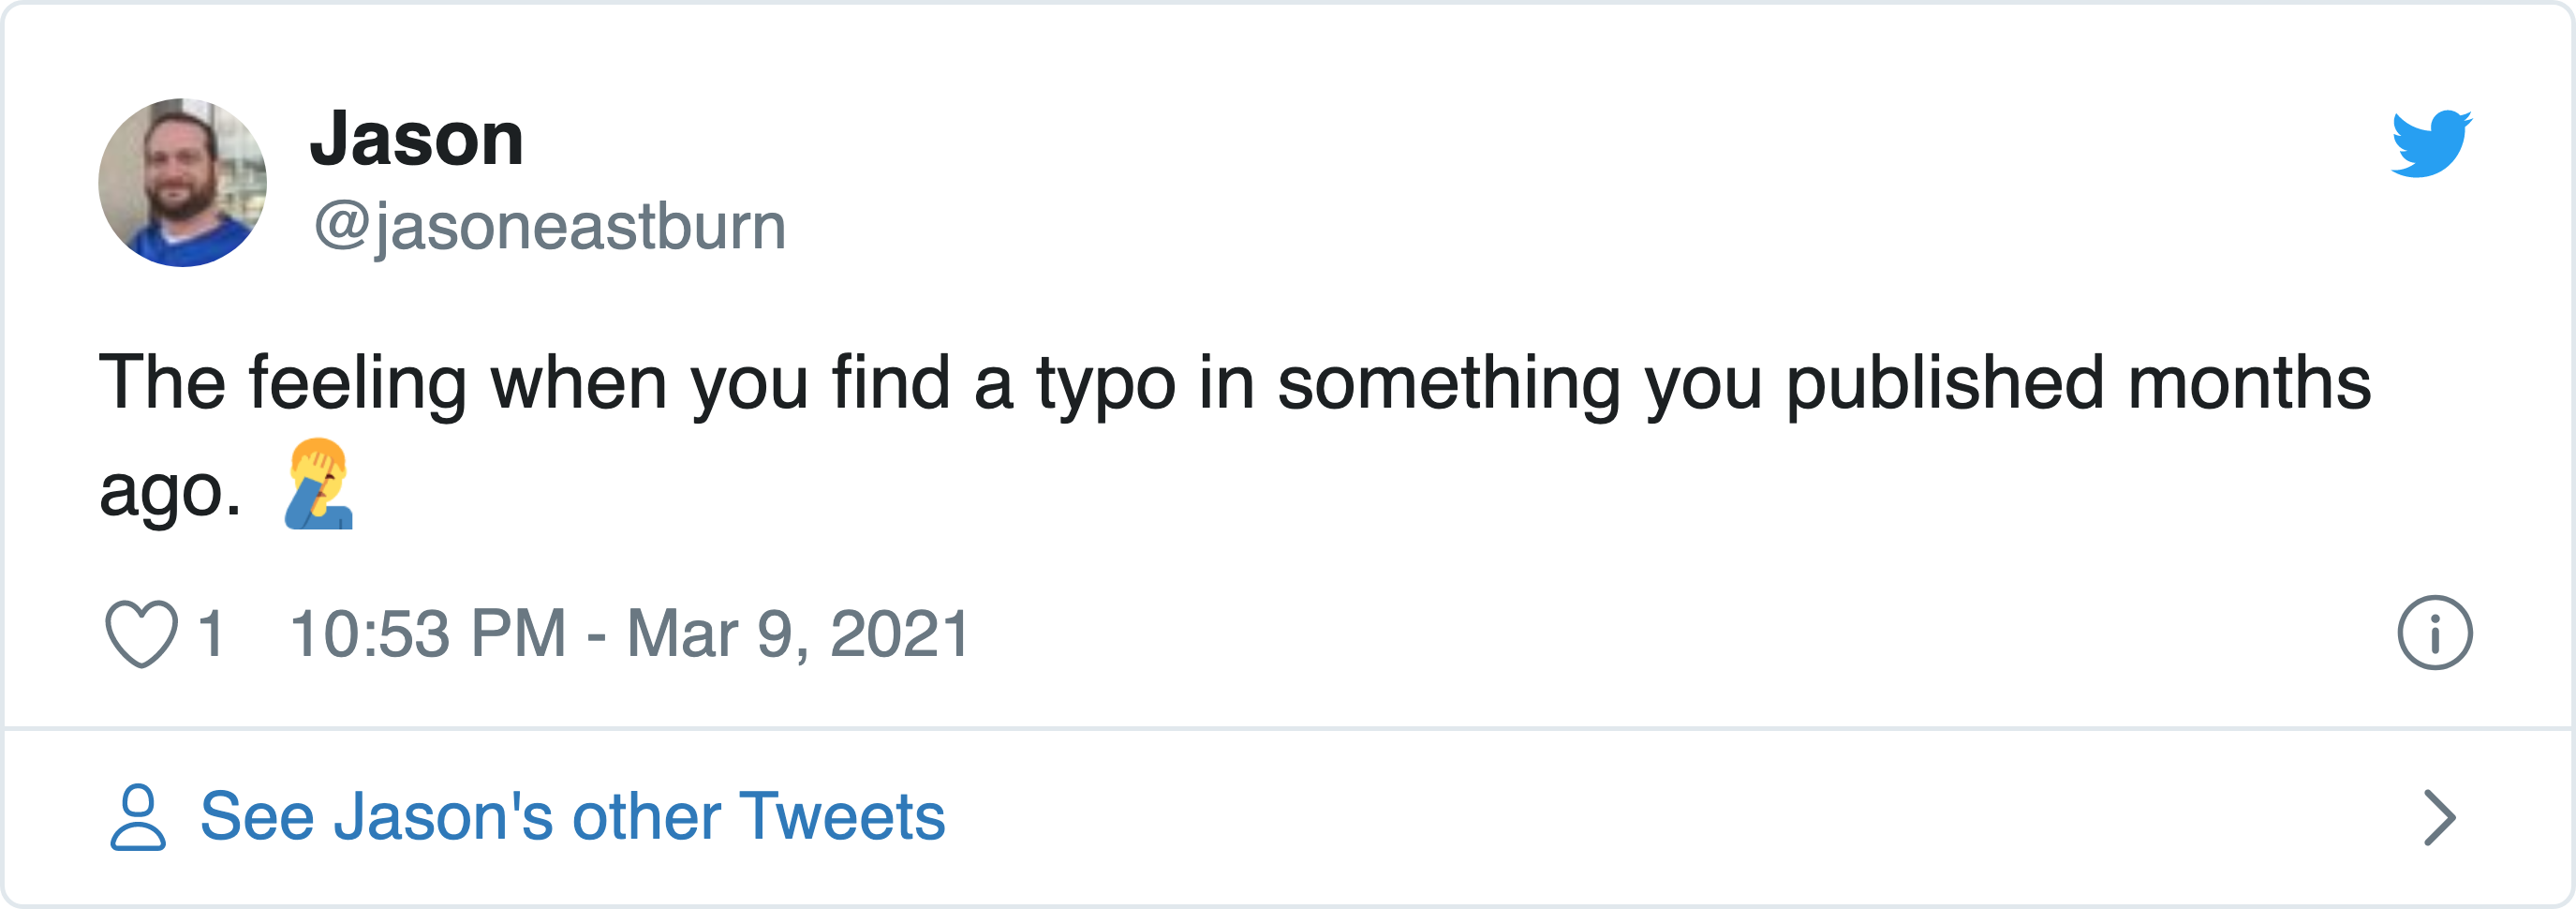 Jason
@jasoneastburn
The feeling when you find a typo in something you published months
ago. 🤦‍♂️
1 10:53 PM - Mar 9, 2021
See Jason's other Tweets